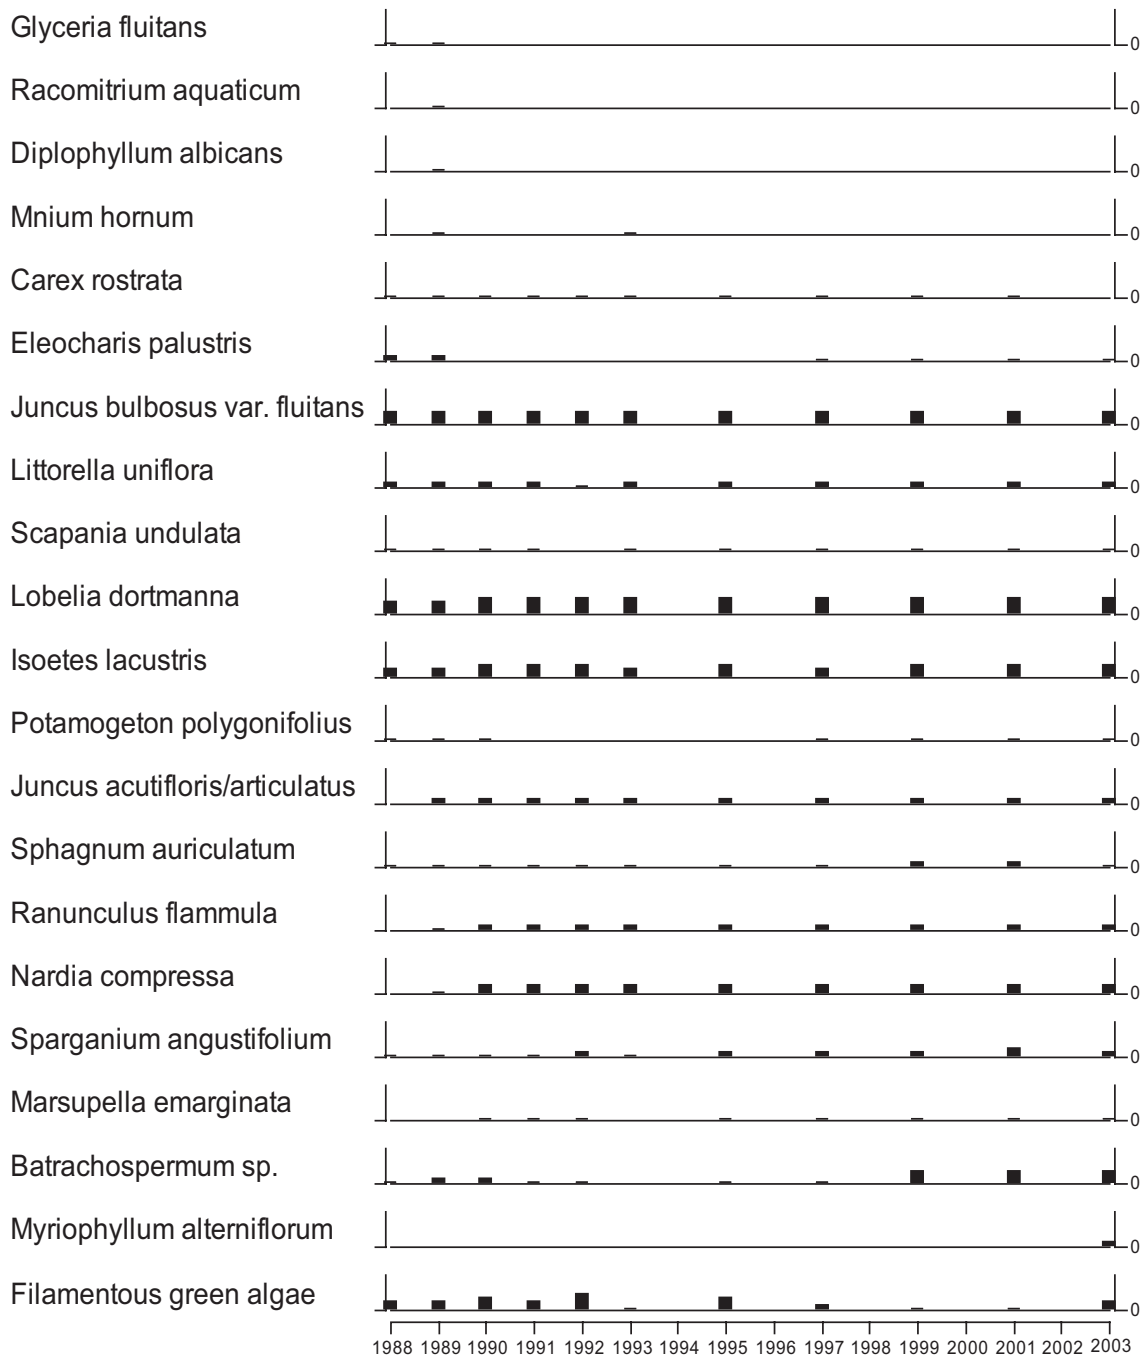 Glyceria fluitans
0
Racomitrium aquaticum
0
Diplophyllum albicans
0
Mnium hornum
0
Carex rostrata
0
Eleocharis palustris
0
Juncus bulbosus var. fluitans
0
Littorella uniflora
0
Scapania undulata
0
Lobelia dortmanna
0
Isoetes lacustris
0
Potamogeton polygonifolius
0
Juncus acutifloris/articulatus
0
Sphagnum auriculatum
0
Ranunculus flammula
0
Nardia compressa
0
Sparganium angustifolium
0
Marsupella emarginata
0
Batrachospermum sp.
0
Myriophyllum alterniflorum
0
Filamentous green algae
0
1988 1989 1990 1991 1992 1993 1994 1995 1996 1997 1998 1999 2000 2001 2002 2003